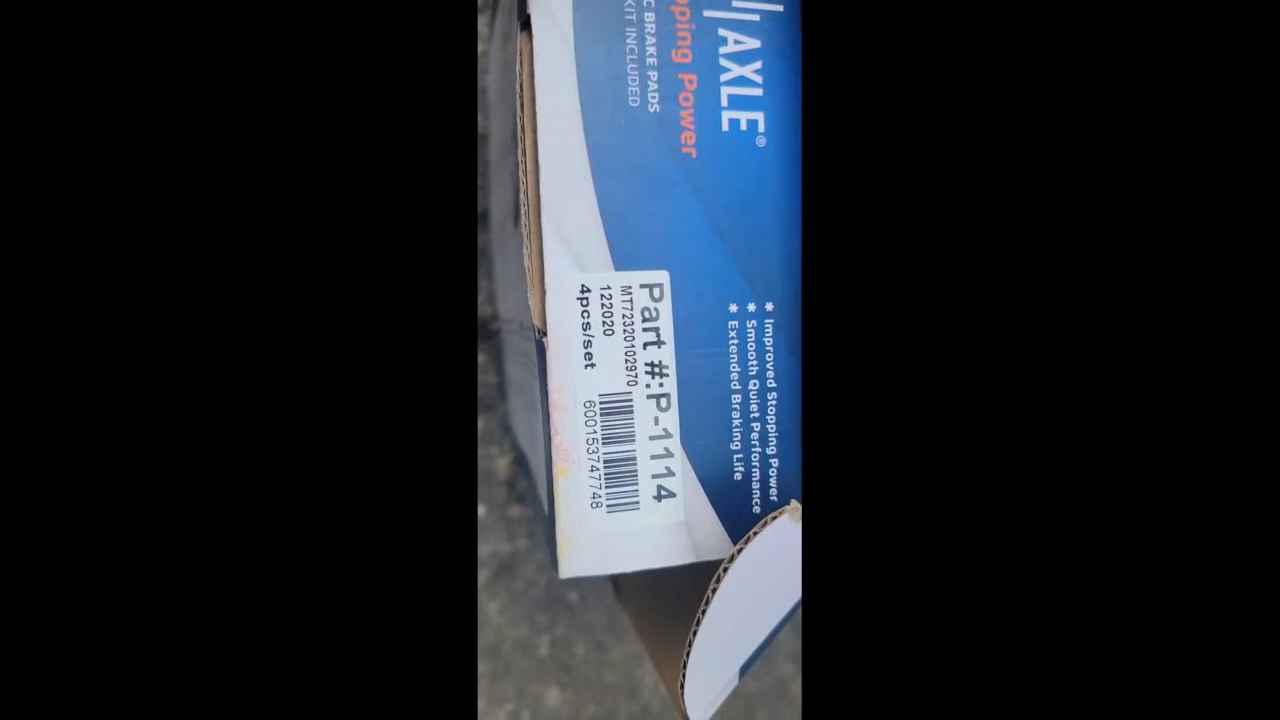 AXLE®
Power
C BRAKE PADS
KIT INCLUDED
* Improved Stopping Power
* Smooth Quiet Performance
* Extended Braking Life
Part #:P-1114
MT72320102970
122020
4pcs/set
600153747748